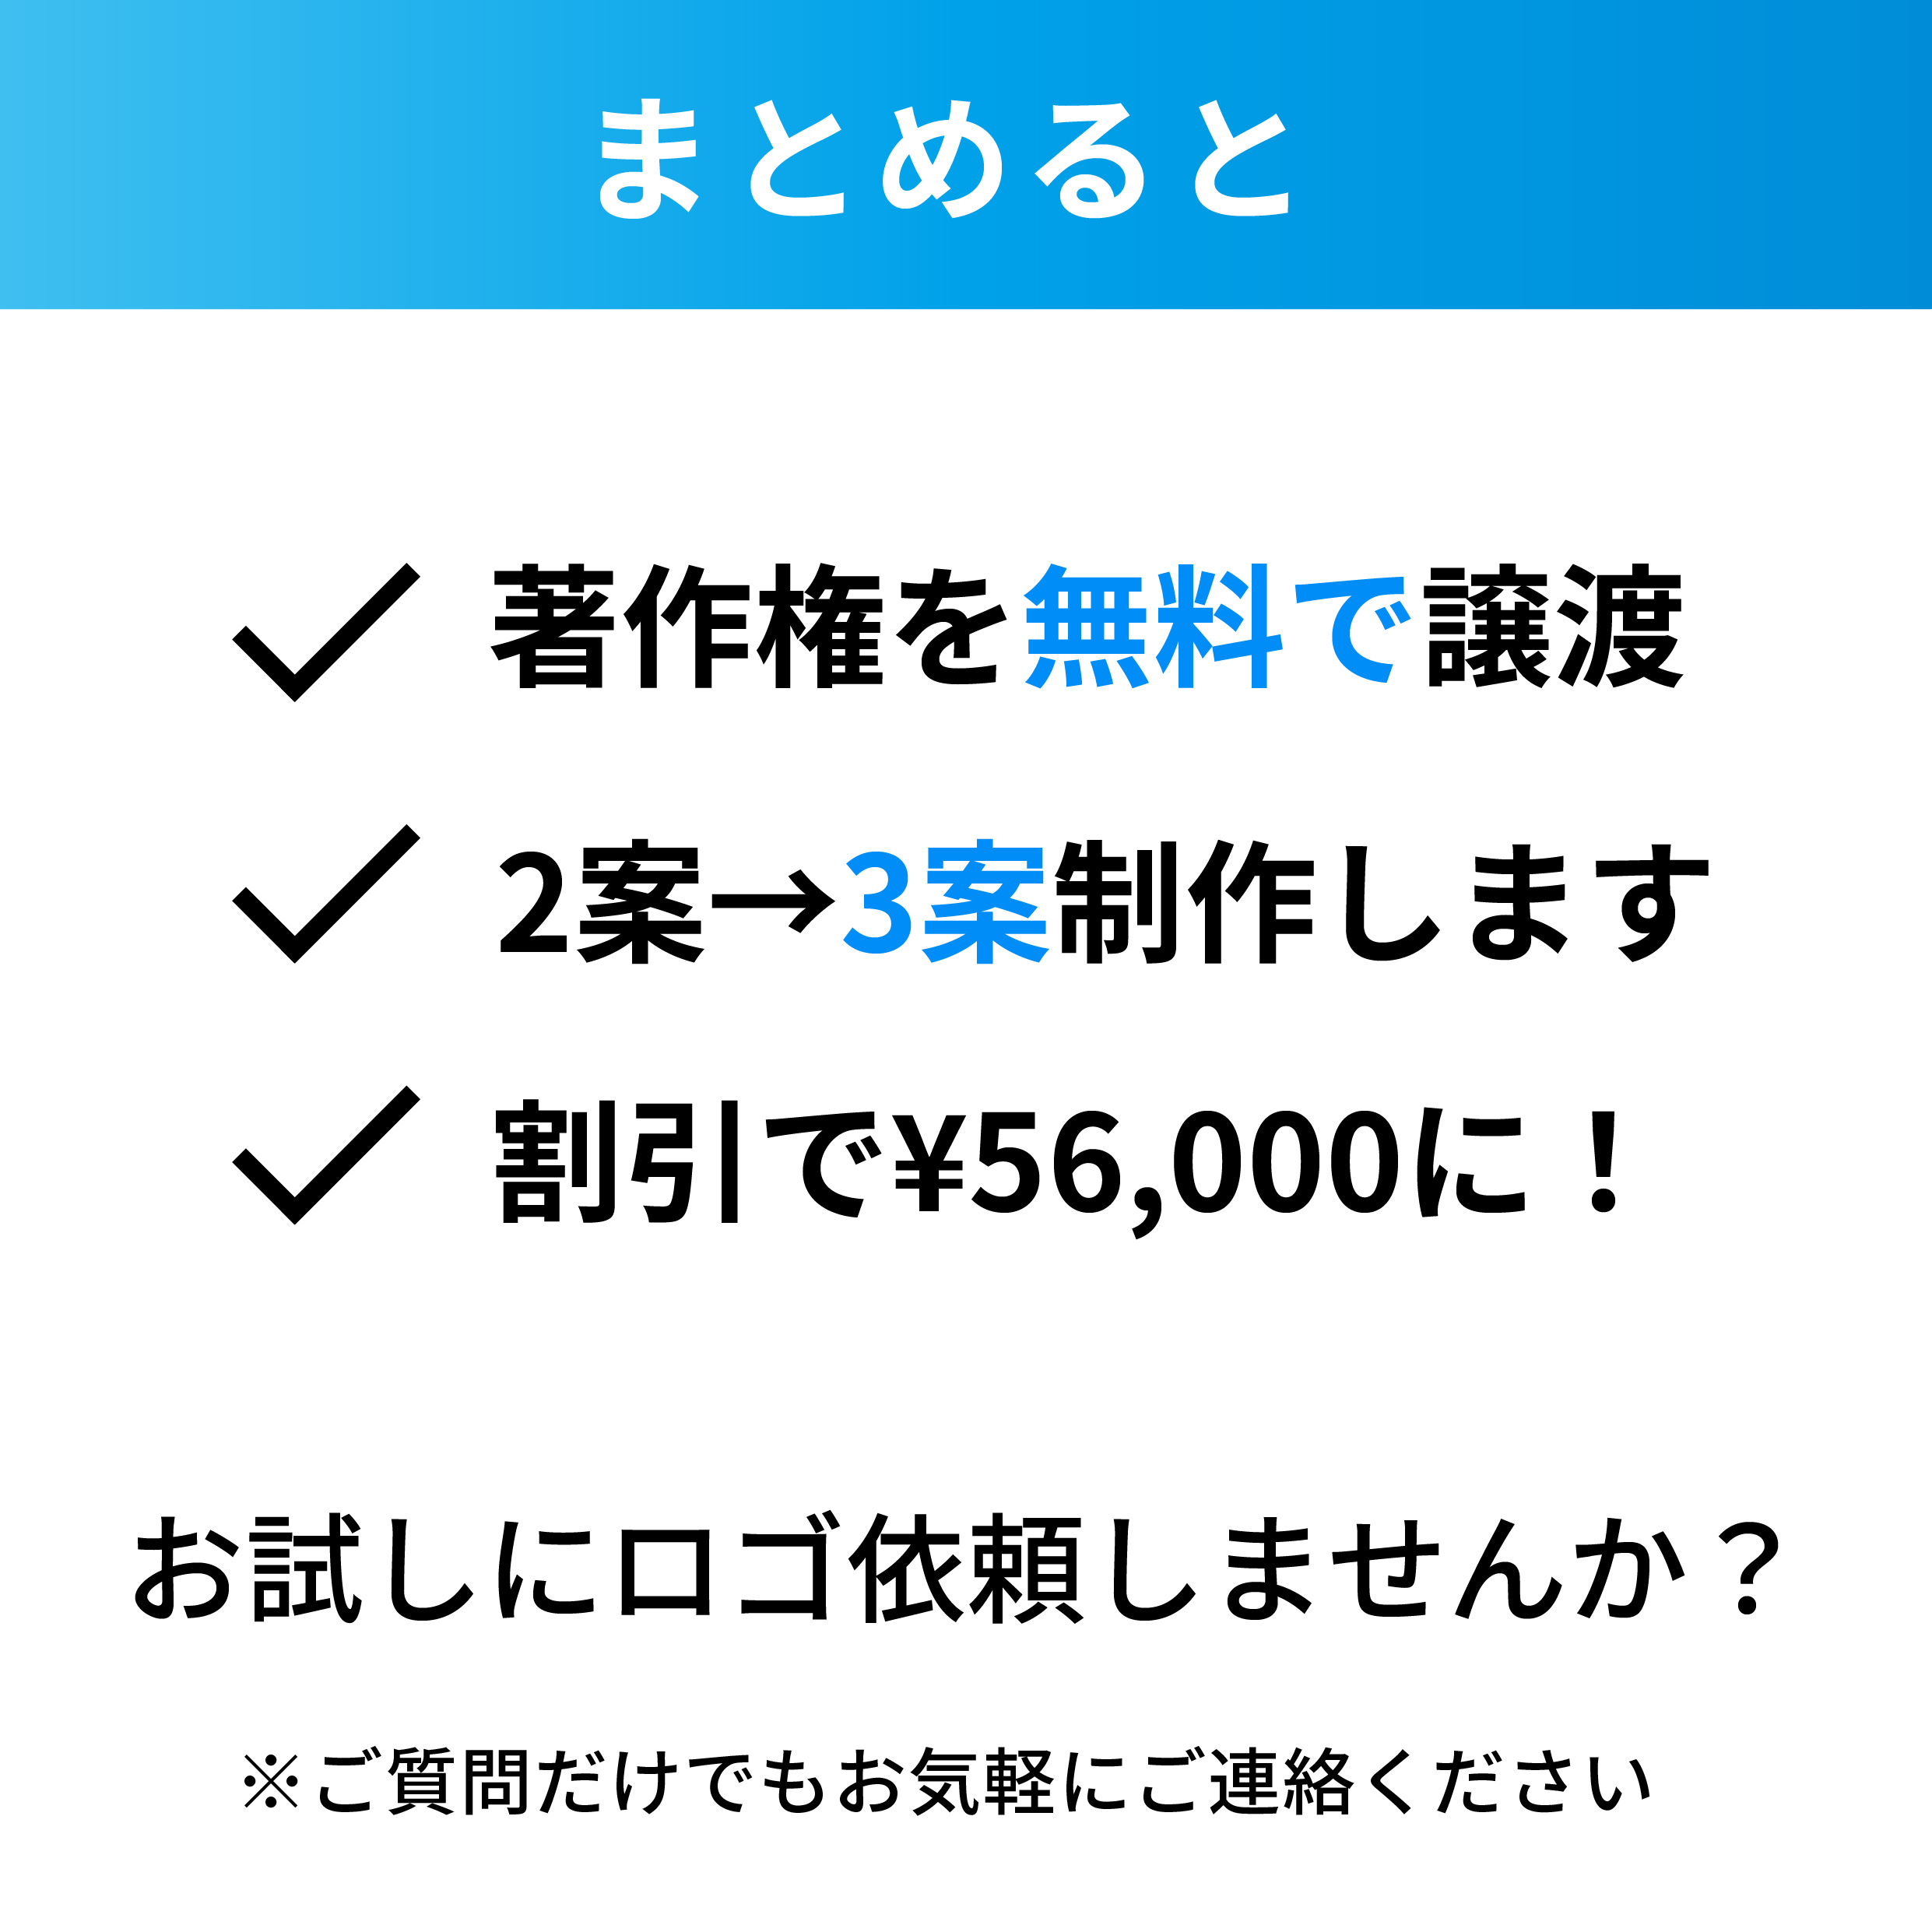 まとめると
著作権を無料で譲渡
2案→3案制作します
割引で¥56,000に！
お試しにロゴ依頼しませんか？
※ご質問だけでもお気軽にご連絡ください